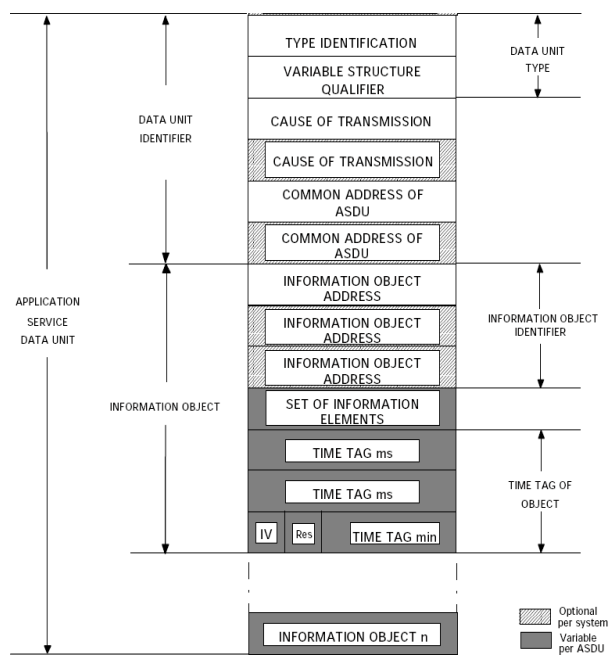 TYPE IDENTIFICATION
VARIABLE STRUCTURE
QUALIFIER
CAUSE OF TRANSMISSION
CAUSE OF TRANSMISSION
COMMON ADDRESS OF
ASDU
COMMON ADDRESS OF
ASDU
INFORMATION OBJECT
ADDRESS
INFORMATION OBJECT
ADDRESS
INFORMATION OBJECT
ADDRESS
SET OF INFORMATION
ELEMENTS
TIME TAG ms
TIME TAG ms
IV
Res
TIME TAG min
INFORMATION OBJECT n
DATA UNIT
TYPE
DATA UNIT
IDENTIFIER
APPLICATION
SERVICE
DATA UNIT
INFORMATION OBJECT
IDENTIFIER
INFORMATION OBJECT
TIME TAG OF
OBJECT
Optional
per system
Variable
per ASDU